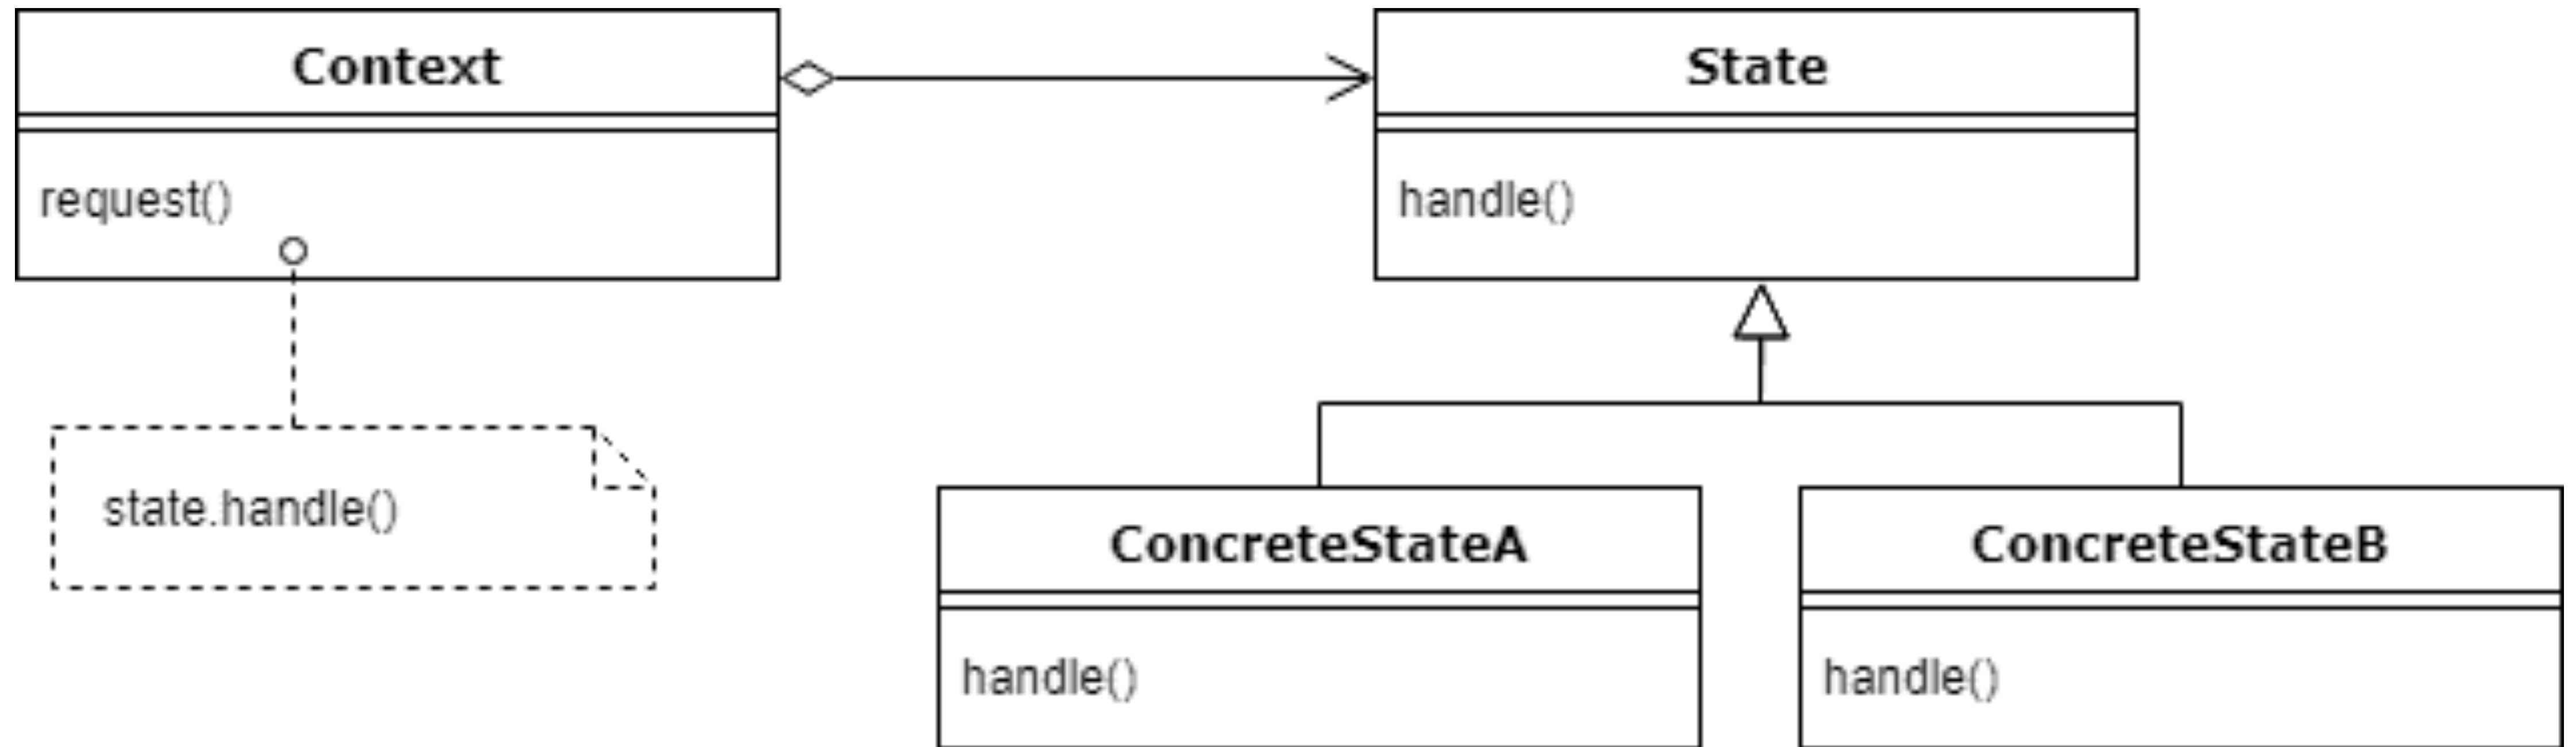 Context
request()
state.handle()
State
handle()
ConcreteStateA
handle()
ConcreteStateB
handle()